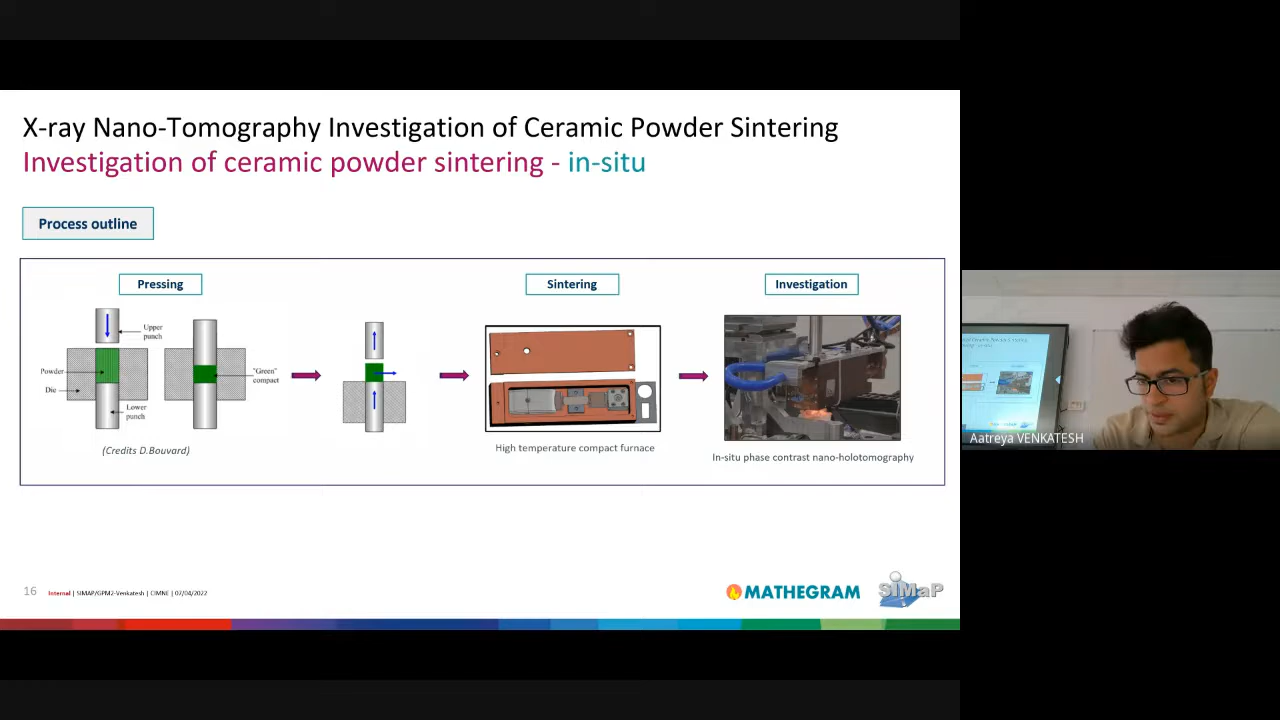 X-ray Nano-Tomography Investigation of Ceramic Powder Sintering
Investigation of ceramic powder sintering - in-situ
Process outline
Pressing
Sintering
Investigation
Upper
punch
Powder
Die
"Green"
compact
Lower
punch
(Credits D.Bouvard)
High temperature compact furnace
In-situ phase contrast nano-holotomography
Aatreya VENKATESH
16
Internal | SIMAP/GPM2-Venkatesh | CIMNE | 07/04/2022
MATHEGRAM
SIMaP